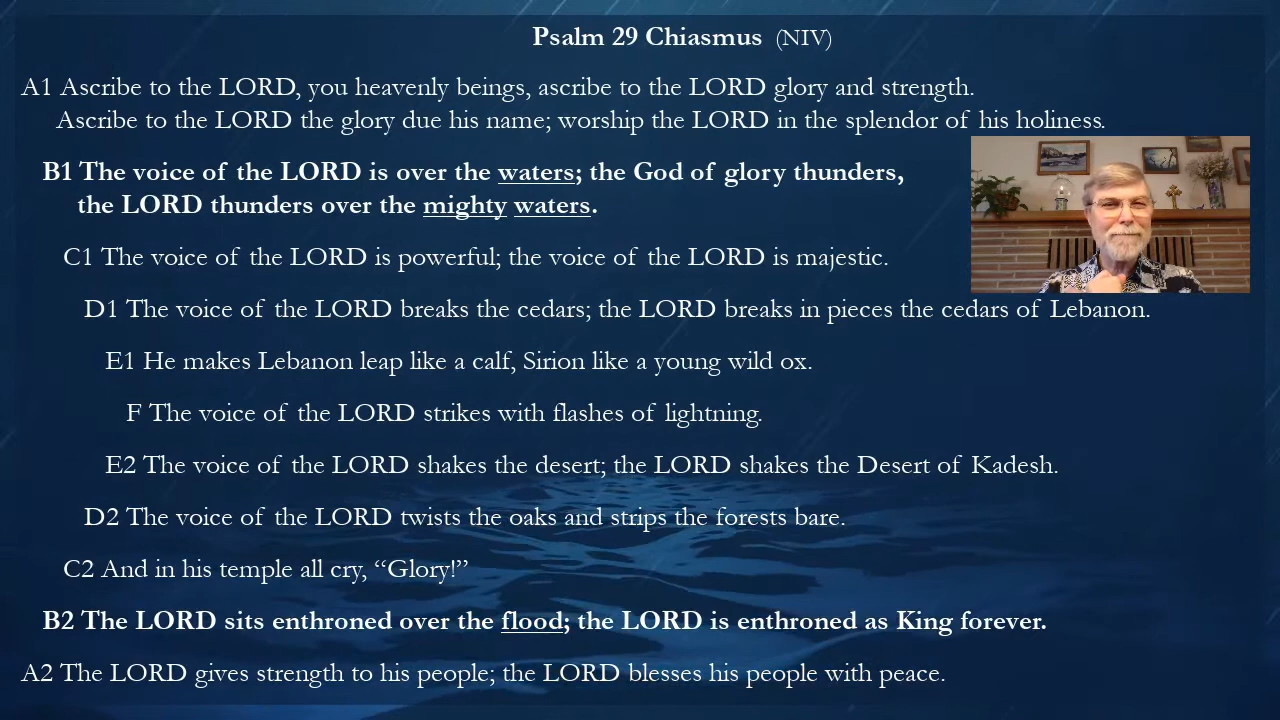 Psalm 29 Chiasmus (NIV)
A1 Ascribe to the LORD, you heavenly beings, ascribe to the LORD glory and strength.
Ascribe to the LORD the glory due his name; worship the LORD in the splendor of his holiness.
B1 The voice of the LORD is over the waters; the God of glory thunders,
the LORD thunders over the mighty waters.
C1 The voice of the LORD is powerful; the voice of the LORD is majestic.
D1 The voice of the LORD breaks the cedars; the LORD breaks in pieces the cedars of Lebanon.
E1 He makes Lebanon leap like a calf, Sirion like a young wild ox.
F The voice of the LORD strikes with flashes of lightning.
E2 The voice of the LORD shakes the desert; the LORD shakes the Desert of Kadesh.
D2 The voice of the LORD twists the oaks and strips the forests bare.
C2 And in his temple all cry, “Glory!”
B2 The LORD sits enthroned over the flood; the LORD is enthroned as King forever.
A2 The LORD gives strength to his people; the LORD blesses his people with peace.